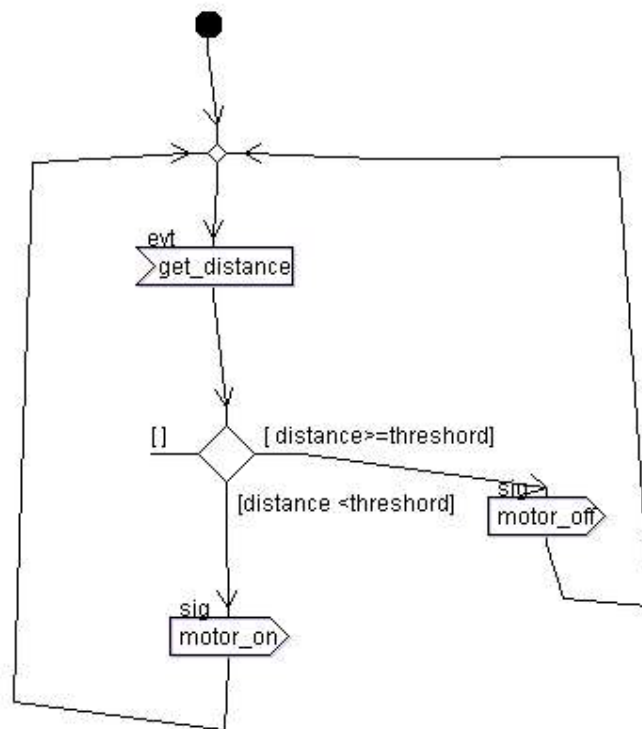 evt
get_distance
[ ]
[ distance>=threshord]
[distance <threshord]
sig
motor_off
sig
motor_on